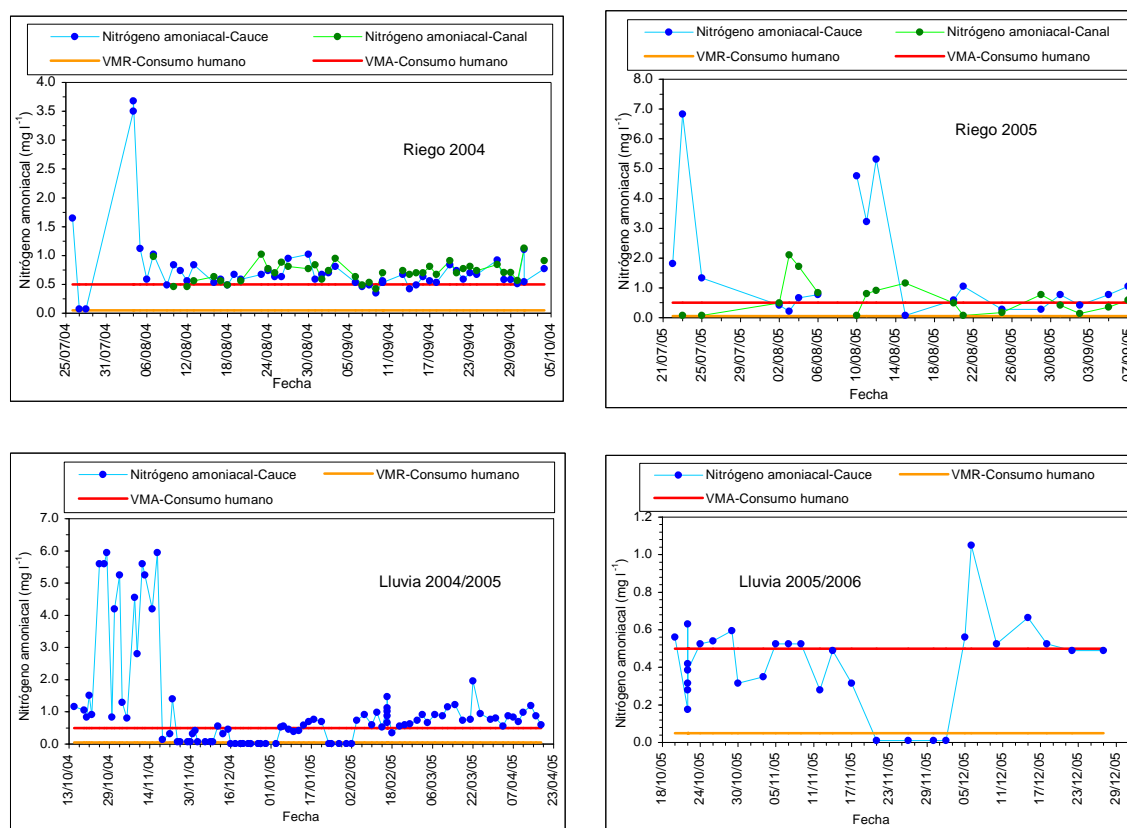 Nitrógeno amoniacal-Cauce Nitrógeno amoniacal-Canal
VMR-Consumo humano VMA-Consumo humano
Nitrógeno amoniacal (mg l⁻¹)
4.0
3.5
3.0
2.5
2.0
1.5
1.0
0.5
0.0
Riego 2004
25/07/04 31/07/04 06/08/04 12/08/04 18/08/04 24/08/04 30/08/04 05/09/04 11/09/04 17/09/04 23/09/04 29/09/04 05/10/04
Fecha
Nitrógeno amoniacal-Cauce Nitrógeno amoniacal-Canal
VMR-Consumo humano VMA-Consumo humano
Nitrógeno amoniacal (mg l⁻¹)
8.0
7.0
6.0
5.0
4.0
3.0
2.0
1.0
0.0
Riego 2005
21/07/05 25/07/05 29/07/05 02/08/05 06/08/05 10/08/05 14/08/05 18/08/05 22/08/05 26/08/05 30/08/05 03/09/05 07/09/05
Fecha
Nitrógeno amoniacal-Cauce VMR-Consumo humano
VMA-Consumo humano
Nitrógeno amoniacal (mg l⁻¹)
7.0
6.0
5.0
4.0
3.0
2.0
1.0
0.0
Lluvia 2004/2005
13/10/04 29/10/04 14/11/04 30/11/04 16/12/04 01/01/05 17/01/05 02/02/05 18/02/05 06/03/05 22/03/05 07/04/05 23/04/05
Fecha
Nitrógeno amoniacal-Cauce VMR-Consumo humano
VMA-Consumo humano
Nitrógeno amoniacal (mg l⁻¹)
1.2
1.0
0.8
0.6
0.4
0.2
0.0
Lluvia 2005/2006
18/10/05 24/10/05 30/10/05 05/11/05 11/11/05 17/11/05 23/11/05 29/11/05 05/12/05 11/12/05 17/12/05 23/12/05 29/12/05
Fecha